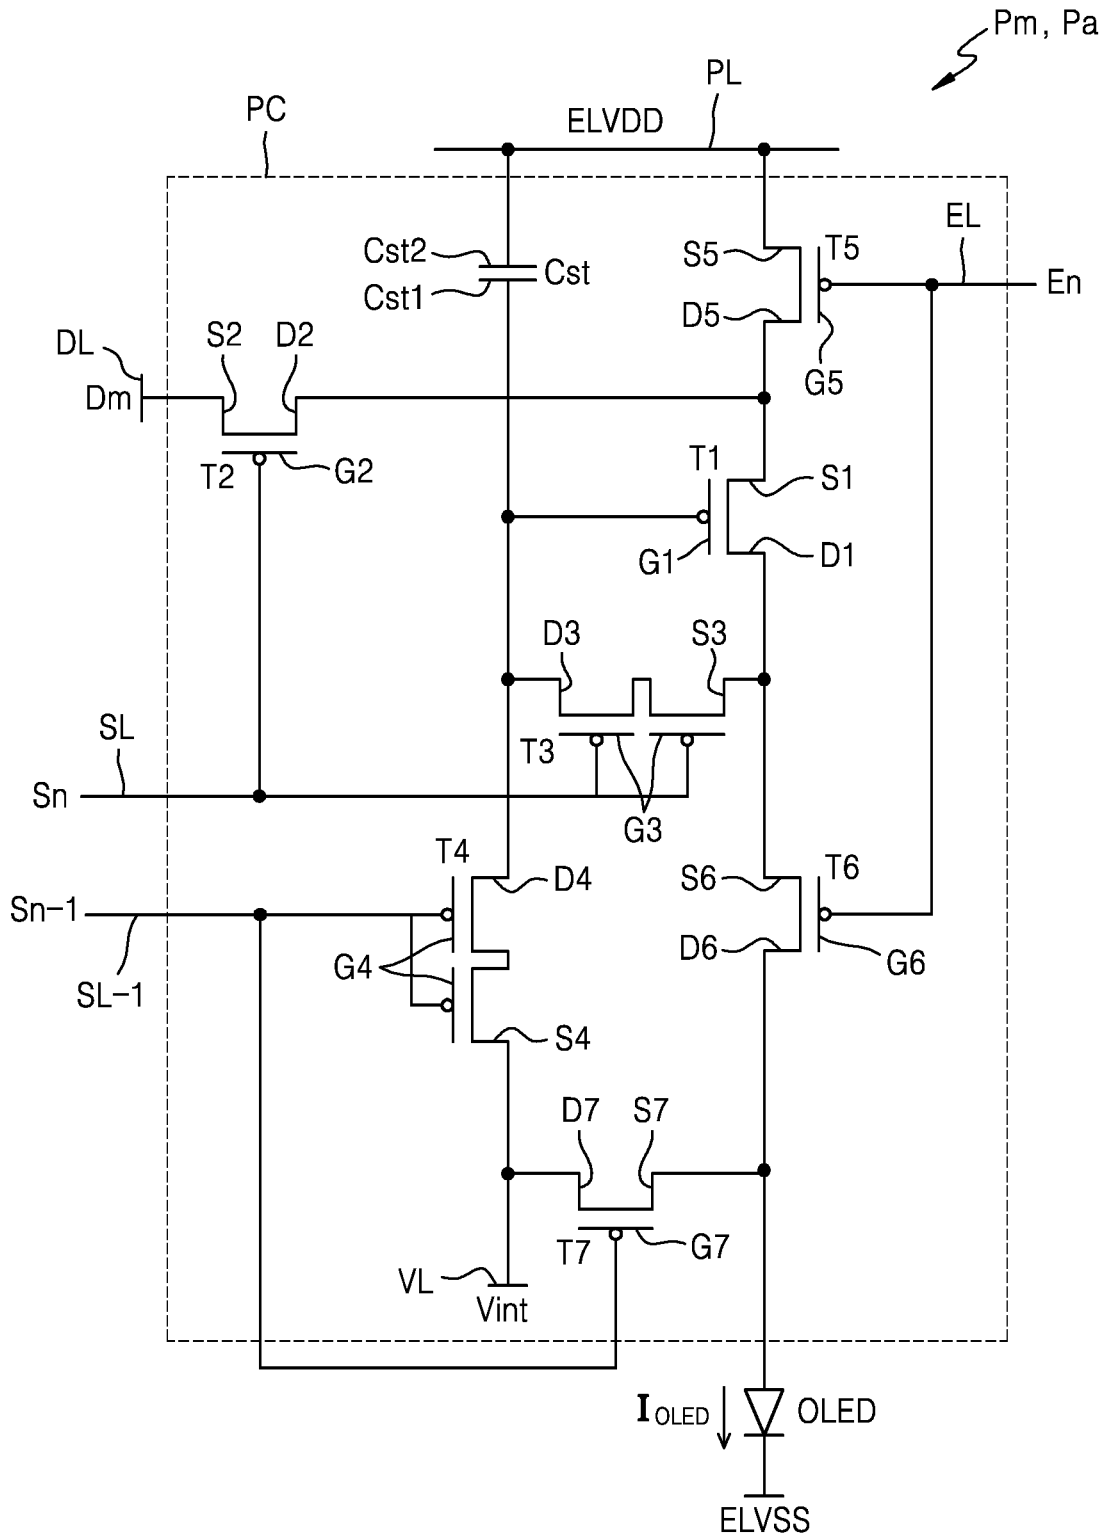 Pm, Pa
PL
PC
ELVDD
EL
Cst2
Cst
Cst1
S5
T5
En
D5
G5
DL
S2
D2
Dm
T2
G2
T1
S1
G1
D1
D3
S3
SL
T3
Sn
G3
T4
T6
D4
S6
Sn-1
G4
D6
G6
SL-1
S4
D7
S7
T7
G7
VL
Vint
IOLED
OLED
ELVSS